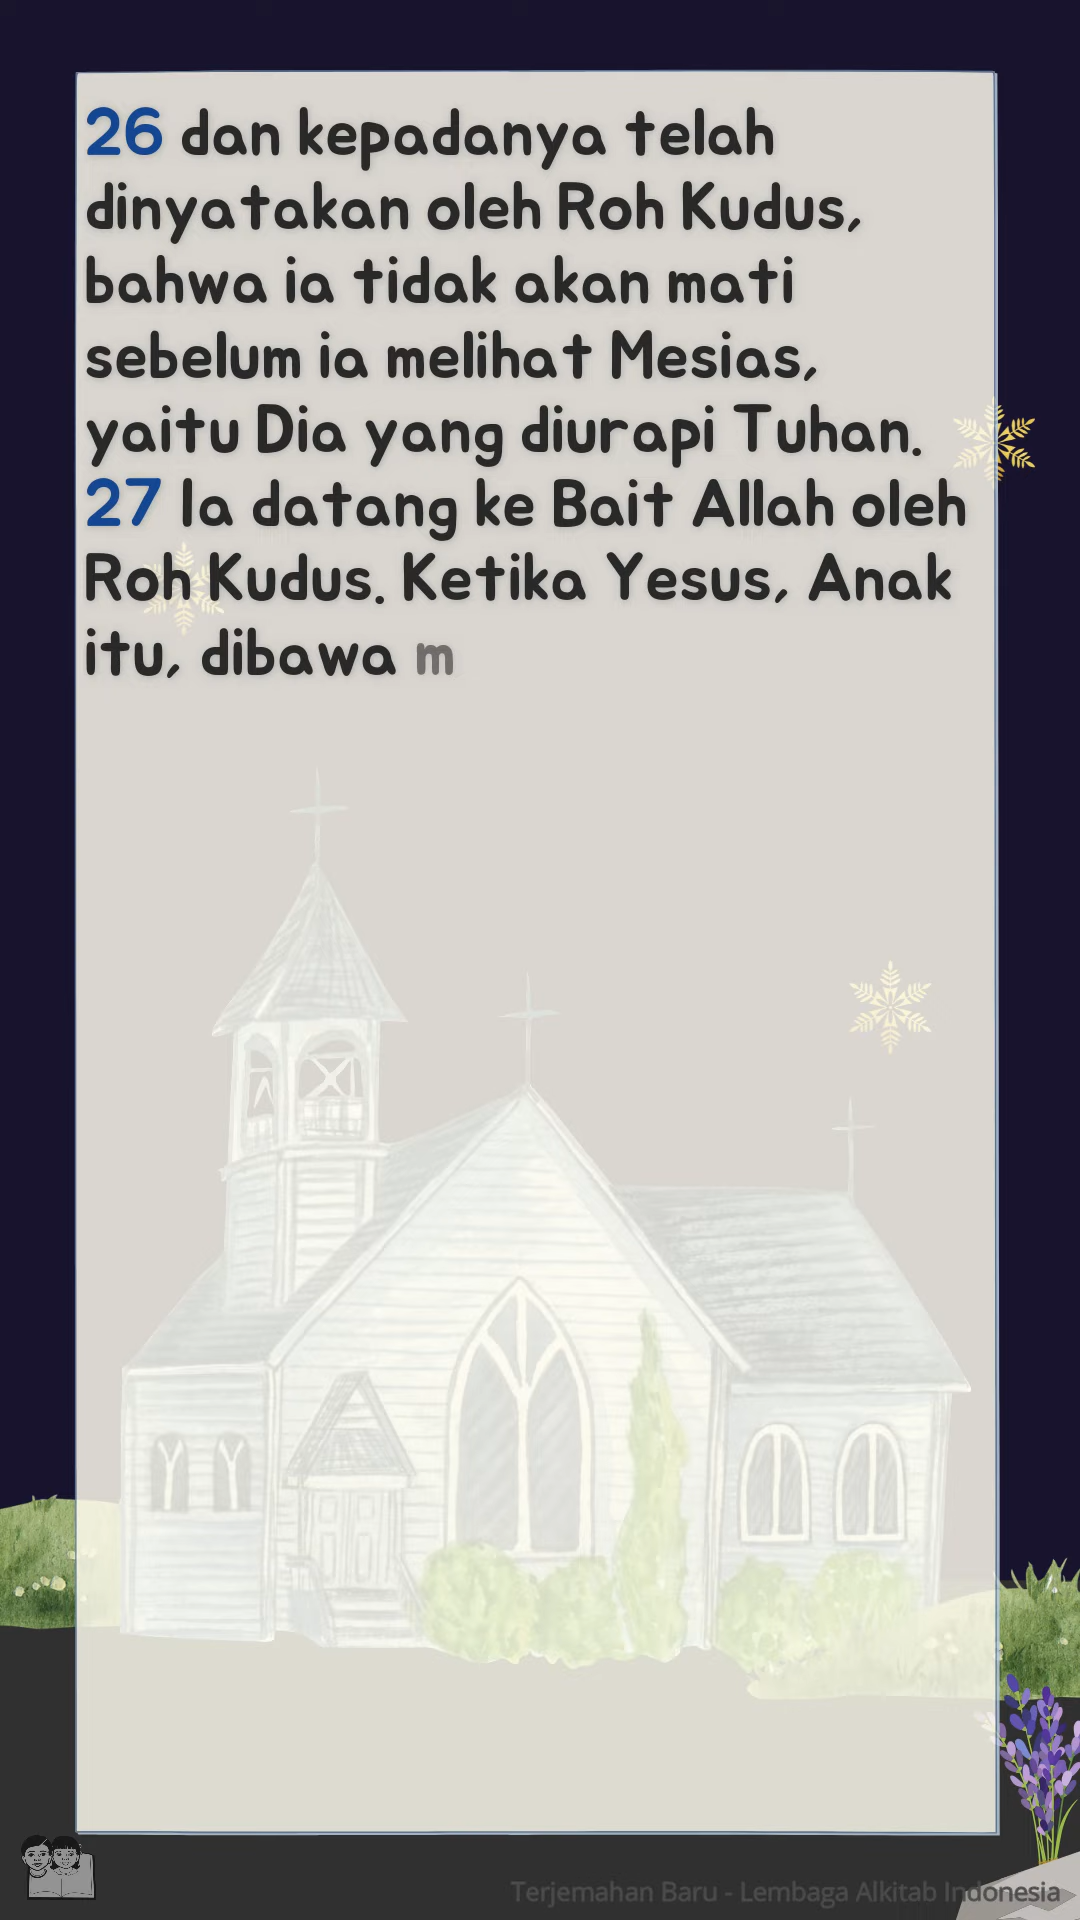 26 dan kepadanya telah
dinyatakan oleh Roh Kudus,
bahwa ia tidak akan mati
sebelum ia melihat Mesias,
yaitu Dia yang diurapi Tuhan.
27 Ia datang ke Bait Allah oleh
Roh Kudus. Ketika Yesus, Anak
itu, dibawa m
Terjemahan Baru - Lembaga Alkitab Indonesia